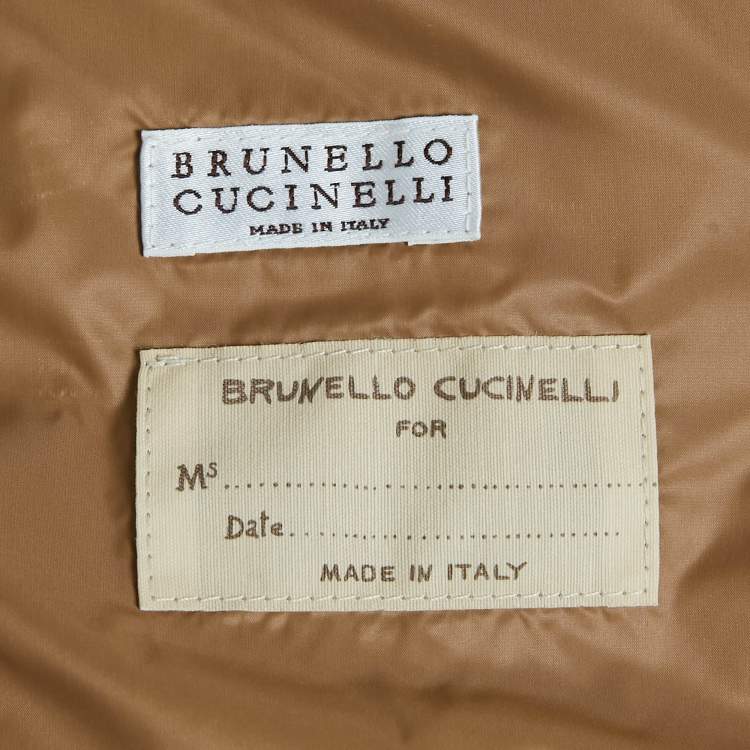 BRUNELLO
CUCINELLI
MADE IN ITALY
BRUNELLO CUCINELLI
FOR
Ms ........................................
Date ........................................
MADE IN ITALY